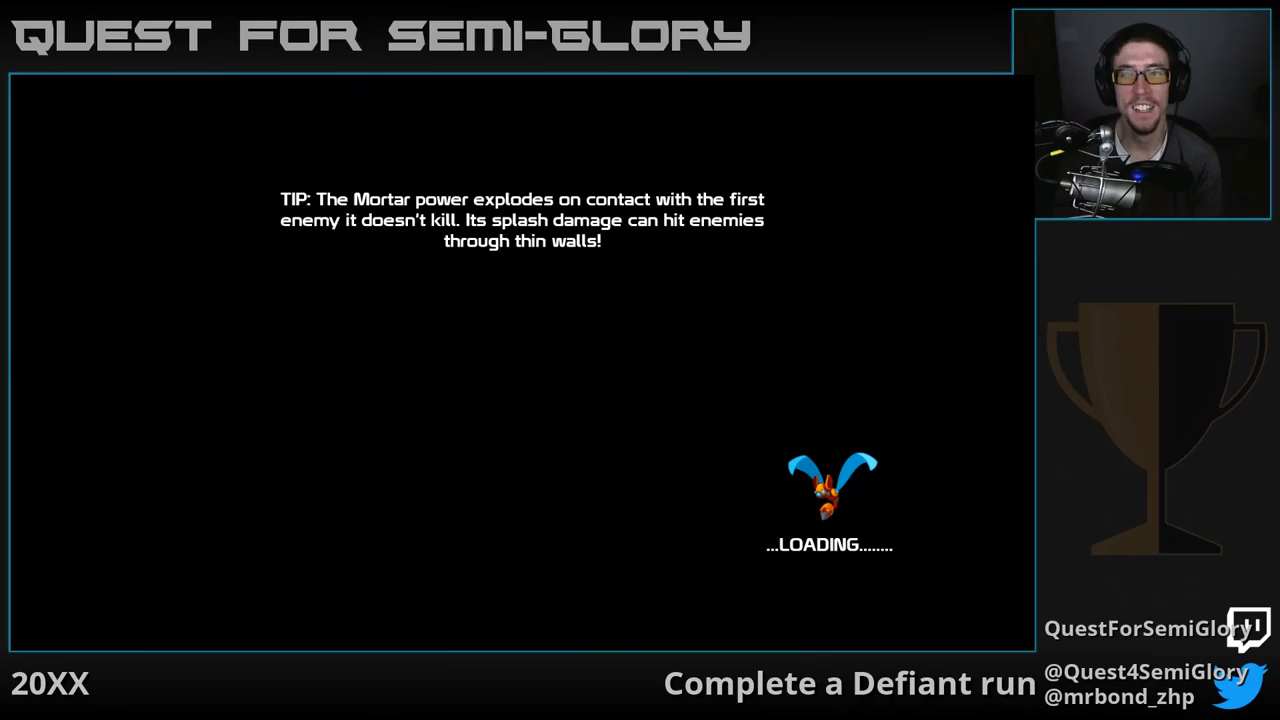 QUEST FOR SEMI-GLORY
TIP: The Mortar power explodes on contact with the first
enemy it doesn't kill. Its splash damage can hit enemies
through thin walls!
...LOADING........
QuestForSemiGlory
@Quest4SemiGlory
@mrbond_zhp
20XX
Complete a Defiant run